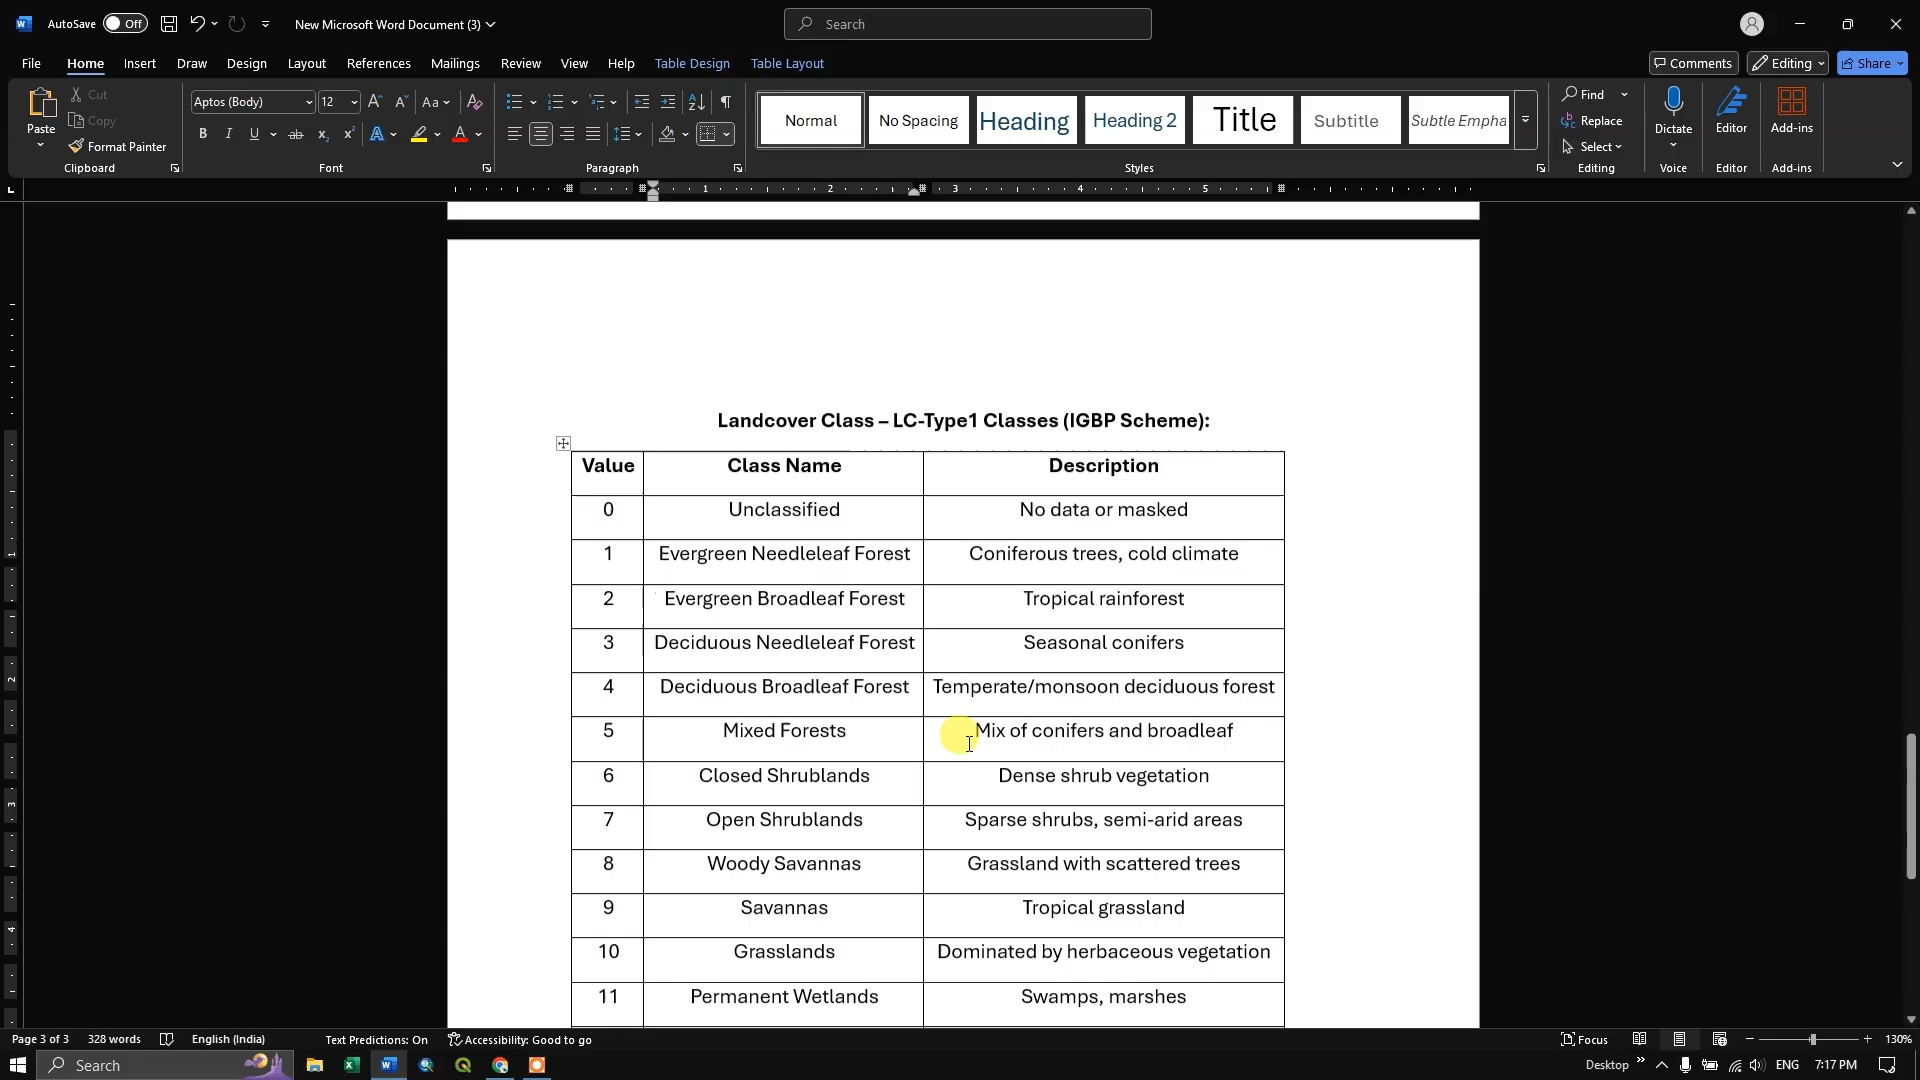 AutoSave Off New Microsoft Word Document (3) Search
File Home Insert Draw Design Layout References Mailings Review View Help Table Design Table Layout Comments Editing Share
Paste Cut Copy Format Painter
Aptos (Body) 12
Normal No Spacing Heading Heading 2 Title Subtitle Subtle Empha
Find Replace Select Dictate Editor Add-ins
Clipboard Font Paragraph Styles Editing Voice Editor Add-ins
1 2 3 4 5
Landcover Class – LC-Type1 Classes (IGBP Scheme):
Value Class Name Description
0 Unclassified No data or masked
1 Evergreen Needleleaf Forest Coniferous trees, cold climate
2 Evergreen Broadleaf Forest Tropical rainforest
3 Deciduous Needleleaf Forest Seasonal conifers
4 Deciduous Broadleaf Forest Temperate/monsoon deciduous forest
5 Mixed Forests Mix of conifers and broadleaf
6 Closed Shrublands Dense shrub vegetation
7 Open Shrublands Sparse shrubs, semi-arid areas
8 Woody Savannas Grassland with scattered trees
9 Savannas Tropical grassland
10 Grasslands Dominated by herbaceous vegetation
11 Permanent Wetlands Swamps, marshes
Page 3 of 3 328 words English (India) Text Predictions: On Accessibility: Good to go Focus 130%
Search Desktop ENG 7:17 PM